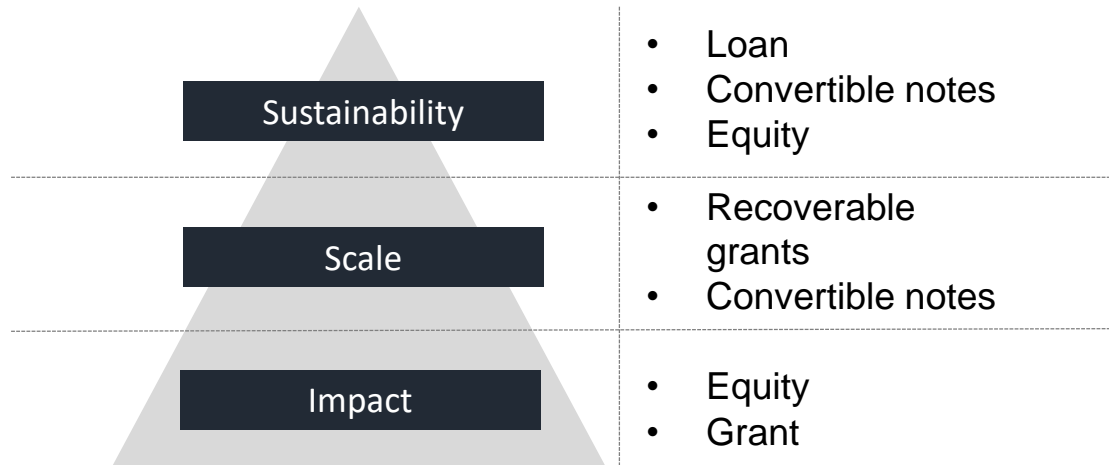 Sustainability
• Loan
• Convertible notes
• Equity
Scale
• Recoverable
grants
• Convertible notes
Impact
• Equity
• Grant